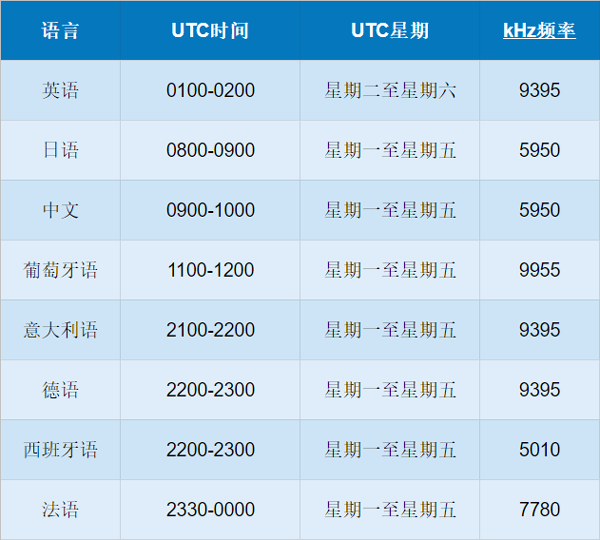 语言 UTC时间 UTC星期 kHz频率
英语 0100-0200 星期二至星期六 9395
日语 0800-0900 星期一至星期五 5950
中文 0900-1000 星期一至星期五 5950
葡萄牙语 1100-1200 星期一至星期五 9955
意大利语 2100-2200 星期一至星期五 9395
德语 2200-2300 星期一至星期五 9395
西班牙语 2200-2300 星期一至星期五 5010
法语 2330-0000 星期一至星期五 7780